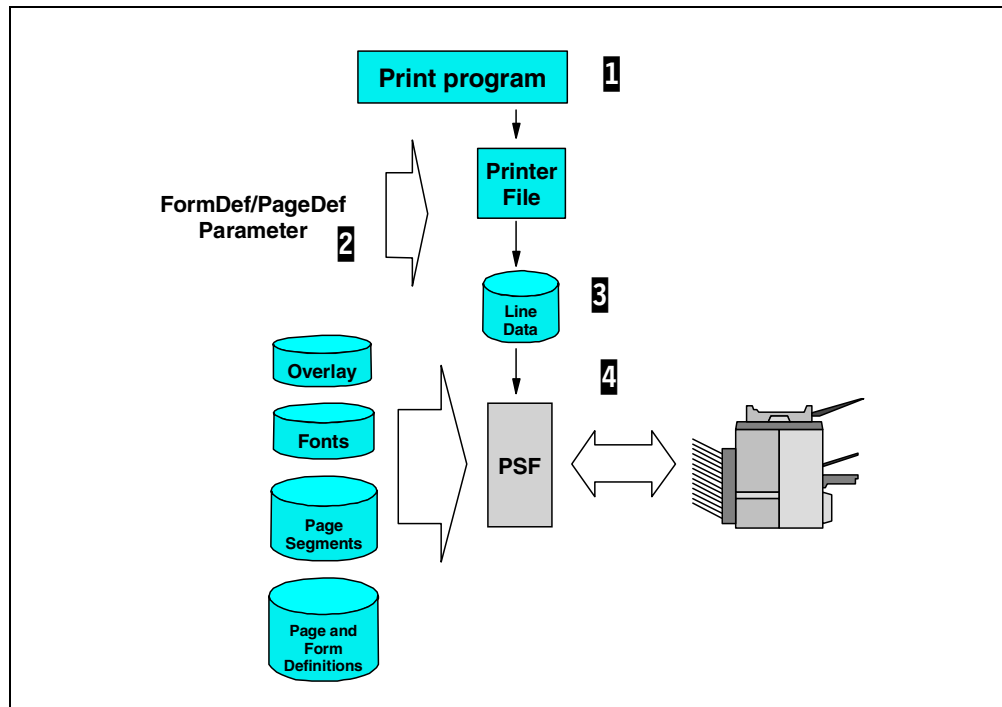 Print program
1
Printer
File
FormDef/PageDef
Parameter
2
3
Line
Data
Overlay
4
Fonts
PSF
Page
Segments
Page and
Form
Definitions